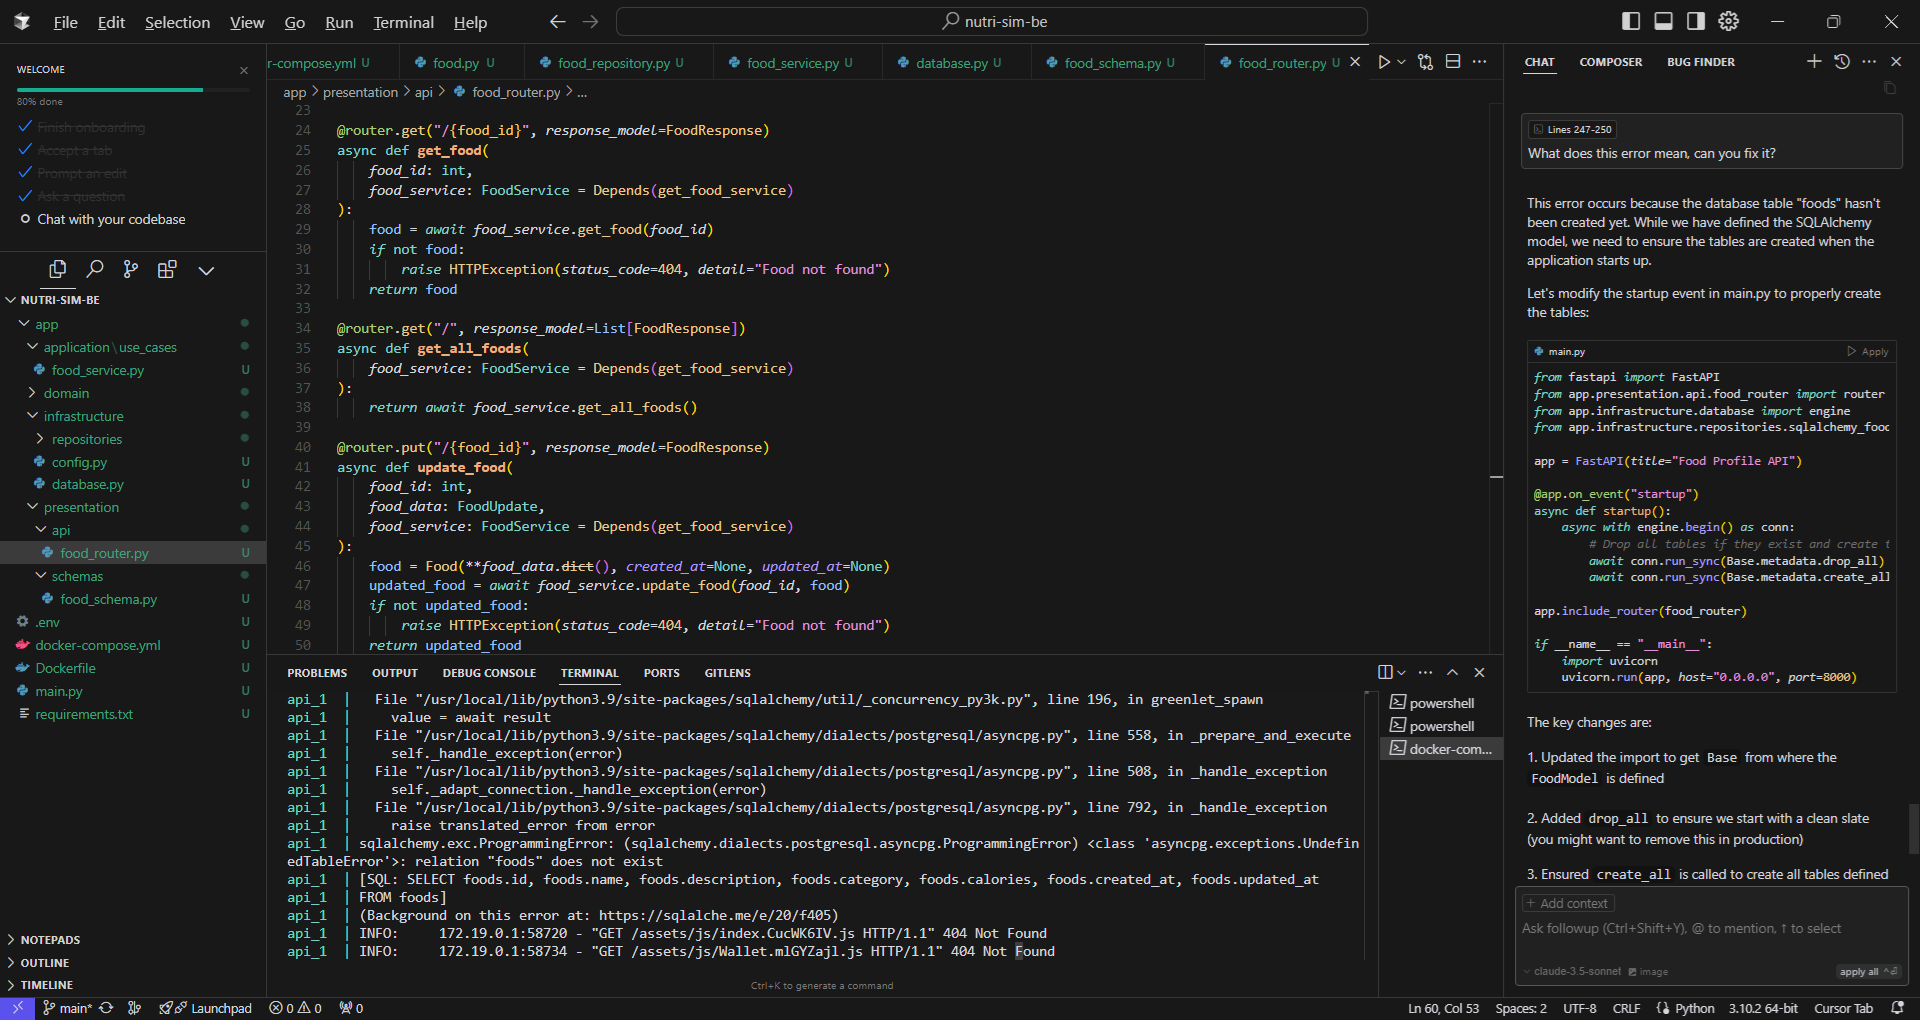 File Edit Selection View Go Run Terminal Help
nutri-sim-be
WELCOME
80% done
Finish onboarding
Accept a tab
Prompt an edit
Ask a question
Chat with your codebase
NUTRI-SIM-BE
app
application\use_cases
food_service.py U
domain
infrastructure
repositories
config.py U
database.py U
presentation
api
food_router.py U
schemas
food_schema.py U
.env U
docker-compose.yml U
Dockerfile U
main.py U
requirements.txt U
NOTEPADS
OUTLINE
TIMELINE
r-compose.yml U food.py U food_repository.py U food_service.py U database.py U food_schema.py U food_router.py U
app > presentation > api > food_router.py > ...
23
24 @router.get("/{food_id}", response_model=FoodResponse)
25 async def get_food(
26     food_id: int,
27     food_service: FoodService = Depends(get_food_service)
28 ):
29     food = await food_service.get_food(food_id)
30     if not food:
31         raise HTTPException(status_code=404, detail="Food not found")
32     return food
33
34 @router.get("/", response_model=List[FoodResponse])
35 async def get_all_foods(
36     food_service: FoodService = Depends(get_food_service)
37 ):
38     return await food_service.get_all_foods()
39
40 @router.put("/{food_id}", response_model=FoodResponse)
41 async def update_food(
42     food_id: int,
43     food_data: FoodUpdate,
44     food_service: FoodService = Depends(get_food_service)
45 ):
46     food = Food(**food_data.dict(), created_at=None, updated_at=None)
47     updated_food = await food_service.update_food(food_id, food)
48     if not updated_food:
49         raise HTTPException(status_code=404, detail="Food not found")
50     return updated_food
PROBLEMS OUTPUT DEBUG CONSOLE TERMINAL PORTS GITLENS
api_1 |   File "/usr/local/lib/python3.9/site-packages/sqlalchemy/util/_concurrency_py3k.py", line 196, in greenlet_spawn
api_1 |     value = await result
api_1 |   File "/usr/local/lib/python3.9/site-packages/sqlalchemy/dialects/postgresql/asyncpg.py", line 558, in _prepare_and_execute
api_1 |     self._handle_exception(error)
api_1 |   File "/usr/local/lib/python3.9/site-packages/sqlalchemy/dialects/postgresql/asyncpg.py", line 508, in _handle_exception
api_1 |     self._adapt_connection._handle_exception(error)
api_1 |   File "/usr/local/lib/python3.9/site-packages/sqlalchemy/dialects/postgresql/asyncpg.py", line 792, in _handle_exception
api_1 |     raise translated_error from error
api_1 | sqlalchemy.exc.ProgrammingError: (sqlalchemy.dialects.postgresql.asyncpg.ProgrammingError) <class 'asyncpg.exceptions.Undefin
edTableError'>: relation "foods" does not exist
api_1 | [SQL: SELECT foods.id, foods.name, foods.description, foods.category, foods.calories, foods.created_at, foods.updated_at
api_1 | FROM foods]
api_1 | (Background on this error at: https://sqlalche.me/e/20/f405)
api_1 | INFO:     172.19.0.1:58720 - "GET /assets/js/index.CucWK6IV.js HTTP/1.1" 404 Not Found
api_1 | INFO:     172.19.0.1:58734 - "GET /assets/js/Wallet.mlGYZajl.js HTTP/1.1" 404 Not Found
Ctrl+K to generate a command
powershell
powershell
docker-com...
CHAT COMPOSER BUG FINDER
Lines 247-250
What does this error mean, can you fix it?
This error occurs because the database table "foods" hasn't
been created yet. While we have defined the SQLAlchemy
model, we need to ensure the tables are created when the
application starts up.
Let's modify the startup event in main.py to properly create
the tables:
main.py Apply
from fastapi import FastAPI
from app.presentation.api.food_router import router
from app.infrastructure.database import engine
from app.infrastructure.repositories.sqlalchemy_food
app = FastAPI(title="Food Profile API")
@app.on_event("startup")
async def startup():
    async with engine.begin() as conn:
        # Drop all tables if they exist and create t
        await conn.run_sync(Base.metadata.drop_all)
        await conn.run_sync(Base.metadata.create_all
app.include_router(food_router)
if __name__ == "__main__":
    import uvicorn
    uvicorn.run(app, host="0.0.0.0", port=8000)
The key changes are:
1. Updated the import to get Base from where the
FoodModel is defined
2. Added drop_all to ensure we start with a clean slate
(you might want to remove this in production)
3. Ensured create_all is called to create all tables defined
+ Add context
Ask followup (Ctrl+Shift+Y), @ to mention, ↑ to select
claude-3.5-sonnet image apply all
main* Launchpad 0 0 0 Ln 60, Col 53 Spaces: 2 UTF-8 CRLF Python 3.10.2 64-bit Cursor Tab